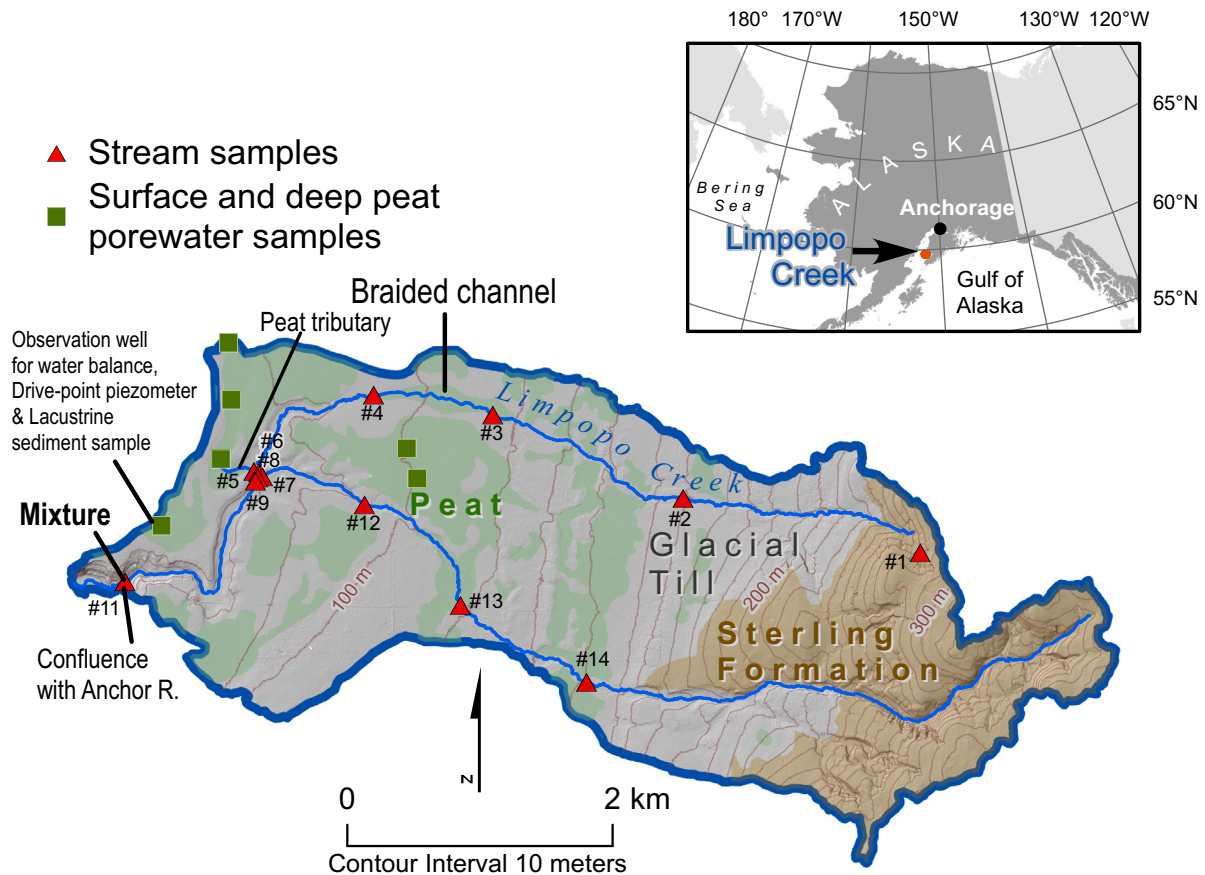 180° 170°W 150°W 130°W 120°W
65°N
60°N
55°N
ALASKA
Bering
Sea
Anchorage
Limpopo
Creek
Gulf of
Alaska
Stream samples
Surface and deep peat
porewater samples
Braided channel
Peat tributary
Observation well
for water balance,
Drive-point piezometer
& Lacustrine
sediment sample
Limpopo Creek
#4
#3
#6
#8
#5
#7
#9
#12
Peat
#2
#1
Mixture
Glacial
Till
100 m
200 m
300 m
#11
#13
Sterling
Formation
#14
Confluence
with Anchor R.
N
0 2 km
Contour Interval 10 meters